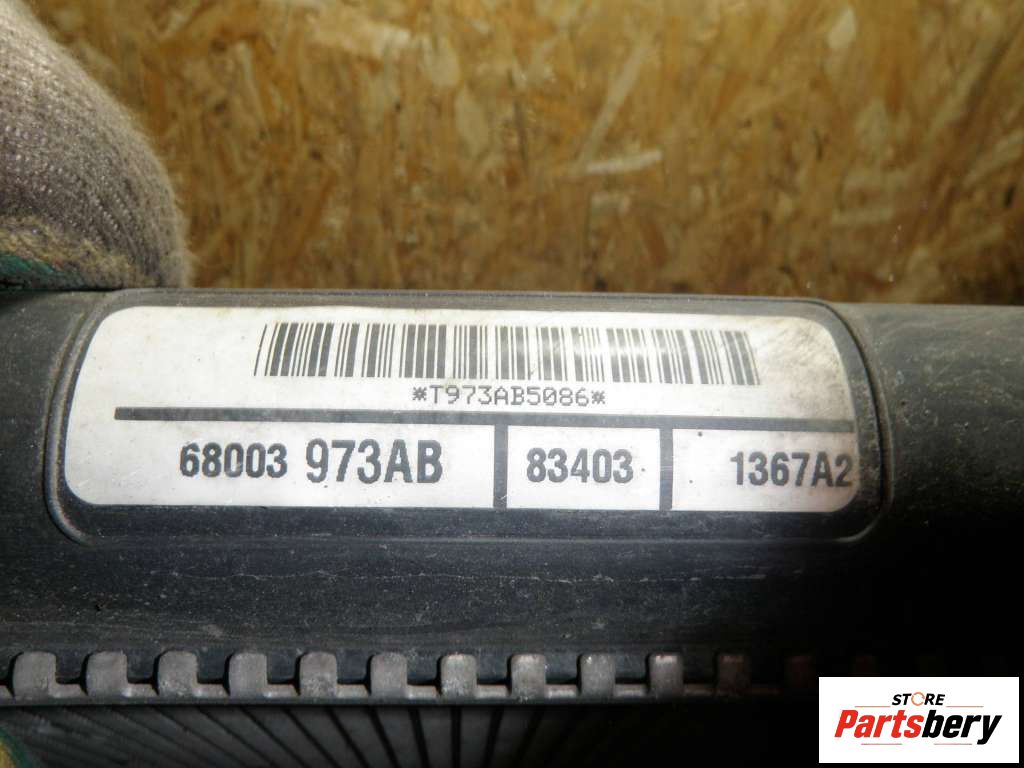 *T973AB5086*
68003 973AB 83403 1367A2
STORE
Partsbery